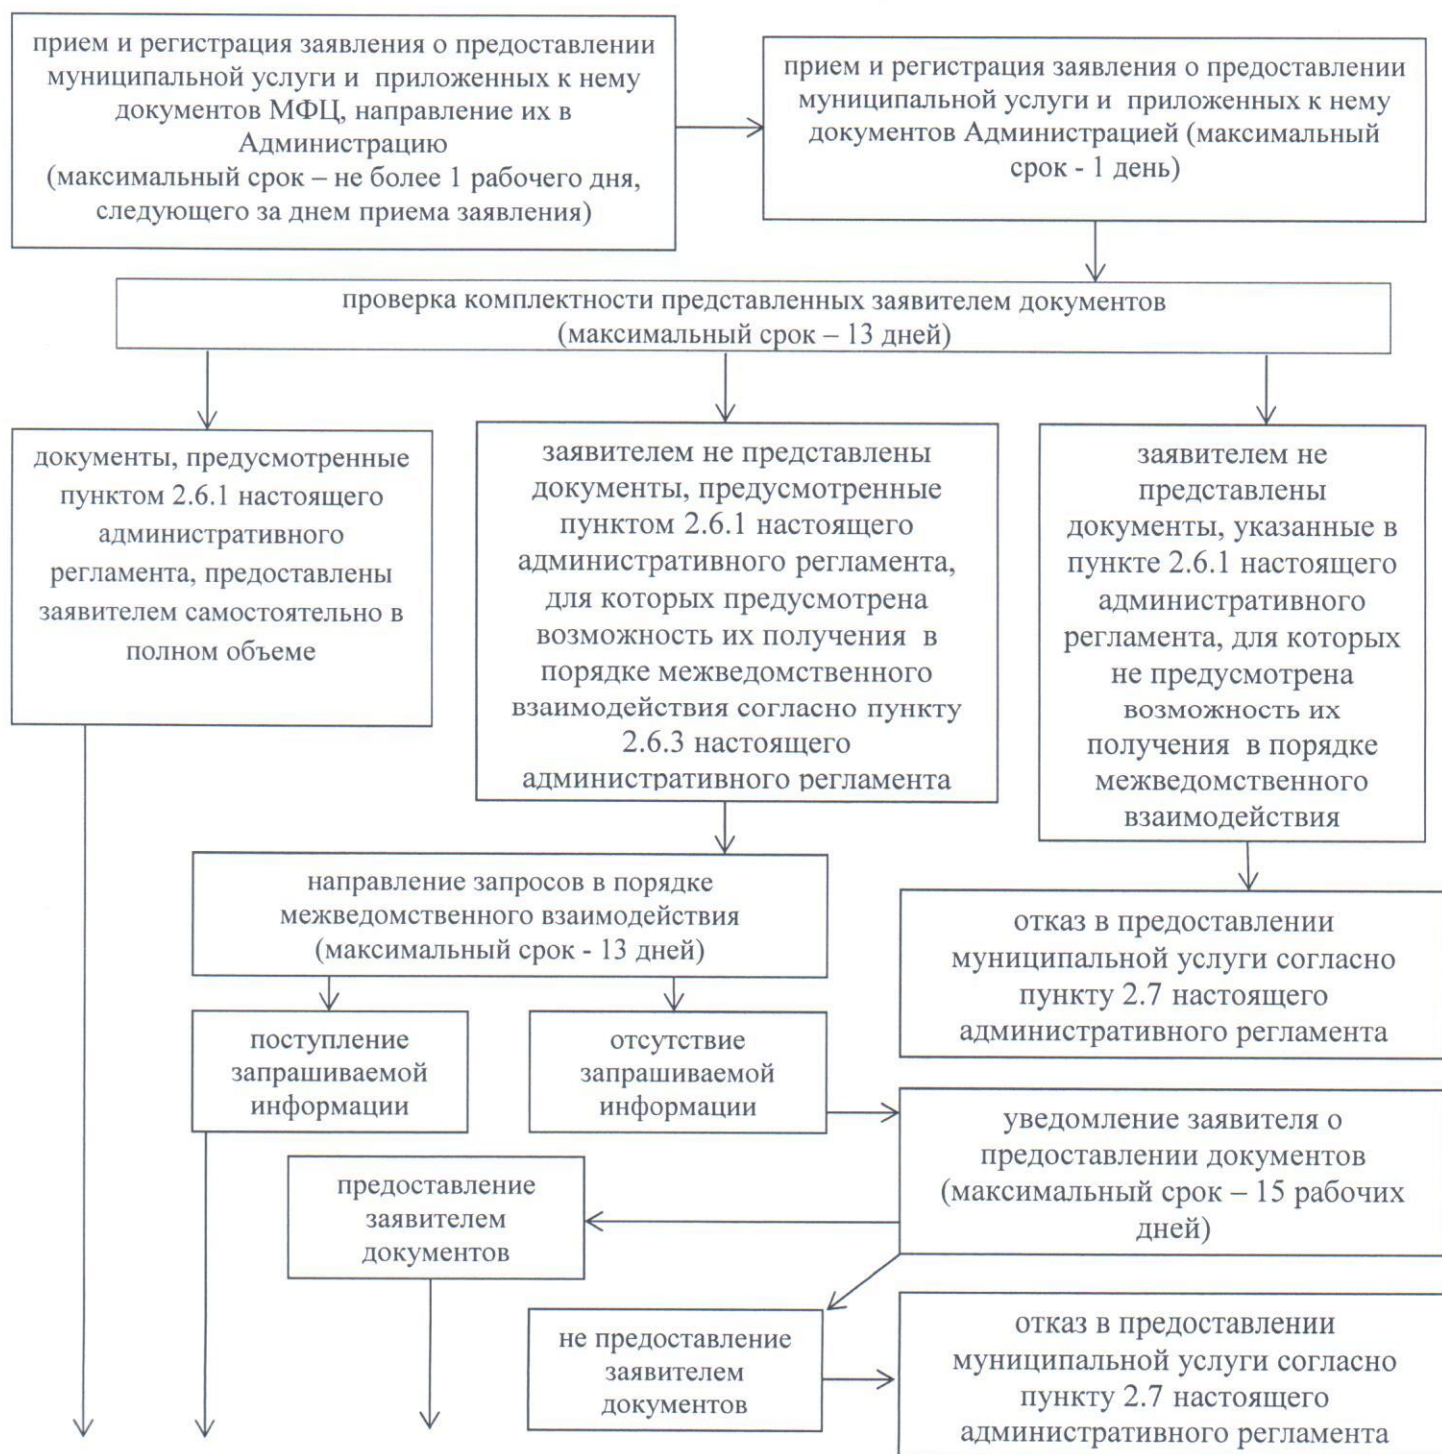 прием и регистрация заявления о предоставлении
муниципальной услуги и приложенных к нему
документов МФЦ, направление их в
Администрацию
(максимальный срок – не более 1 рабочего дня,
следующего за днем приема заявления)
прием и регистрация заявления о предоставлении
муниципальной услуги и приложенных к нему
документов Администрацией (максимальный
срок - 1 день)
проверка комплектности представленных заявителем документов
(максимальный срок – 13 дней)
документы, предусмотренные
пунктом 2.6.1 настоящего
административного
регламента, предоставлены
заявителем самостоятельно в
полном объеме
заявителем не представлены
документы, предусмотренные
пунктом 2.6.1 настоящего
административного регламента,
для которых предусмотрена
возможность их получения в
порядке межведомственного
взаимодействия согласно пункту
2.6.3 настоящего
административного регламента
заявителем не
представлены
документы, указанные в
пункте 2.6.1 настоящего
административного
регламента, для которых
не предусмотрена
возможность их
получения в порядке
межведомственного
взаимодействия
направление запросов в порядке
межведомственного взаимодействия
(максимальный срок - 13 дней)
отказ в предоставлении
муниципальной услуги согласно
пункту 2.7 настоящего
административного регламента
поступление
запрашиваемой
информации
отсутствие
запрашиваемой
информации
уведомление заявителя о
предоставлении документов
(максимальный срок – 15 рабочих
дней)
предоставление
заявителем
документов
не предоставление
заявителем
документов
отказ в предоставлении
муниципальной услуги согласно
пункту 2.7 настоящего
административного регламента